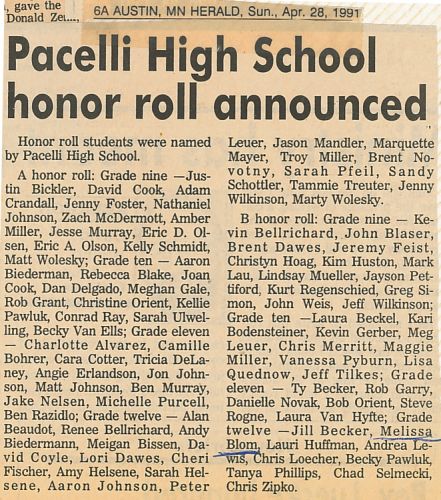 , gave the
Donald Ze
6A AUSTIN, MN HERALD, Sun., Apr. 28, 1991
Pacelli High School
honor roll announced
Honor roll students were named
by Pacelli High School.
A honor roll: Grade nine —Jus-
tin Bickler, David Cook, Adam
Crandall, Jenny Foster, Nathaniel
Johnson, Zach McDermott, Amber
Miller, Jesse Murray, Eric D. Ol-
sen, Eric A. Olson, Kelly Schmidt,
Matt Wolesky; Grade ten — Aaron
Biederman, Rebecca Blake, Joan
Cook, Dan Delgado, Meghan Gale,
Rob Grant, Christine Orient, Kellie
Pawluk, Conrad Ray, Sarah Ulwel-
ling, Becky Van Ells; Grade eleven
— Charlotte Alvarez, Camille
Bohrer, Cara Cotter, Tricia DeLa-
ney, Angie Erlandson, Jon John-
son, Matt Johnson, Ben Murray,
Jake Nelsen, Michelle Purcell,
Ben Razidlo; Grade twelve — Alan
Beaudot, Renee Bellrichard, Andy
Biedermann, Meigan Bissen, Da-
vid Coyle, Lori Dawes, Cheri
Fischer, Amy Helsene, Sarah Hel-
sene, Aaron Johnson, Peter
Leuer, Jason Mandler, Marquette
Mayer, Troy Miller, Brent No-
votny, Sarah Pfeil, Sandy
Schottler, Tammie Treuter, Jenny
Wilkinson, Marty Wolesky.
B honor roll: Grade nine — Ke-
vin Bellrichard, John Blaser,
Brent Dawes, Jeremy Feist,
Christyn Hoag, Kim Huston, Mark
Lau, Lindsay Mueller, Jayson Pet-
tiford, Kurt Regenschied, Greg Si-
mon, John Weis, Jeff Wilkinson;
Grade ten —Laura Beckel, Kari
Bodensteiner, Kevin Gerber, Meg
Leuer, Chris Merritt, Maggie
Miller, Vanessa Pyburn, Lisa
Quednow, Jeff Tilkes; Grade
eleven — Ty Becker, Rob Garry,
Danielle Novak, Bob Orient, Steve
Rogne, Laura Van Hyfte; Grade
twelve —Jill Becker, Melissa
Blom, Lauri Huffman, Andrea Le-
wis, Chris Loecher, Becky Pawluk,
Tanya Phillips, Chad Selmecki,
Chris Zipko.